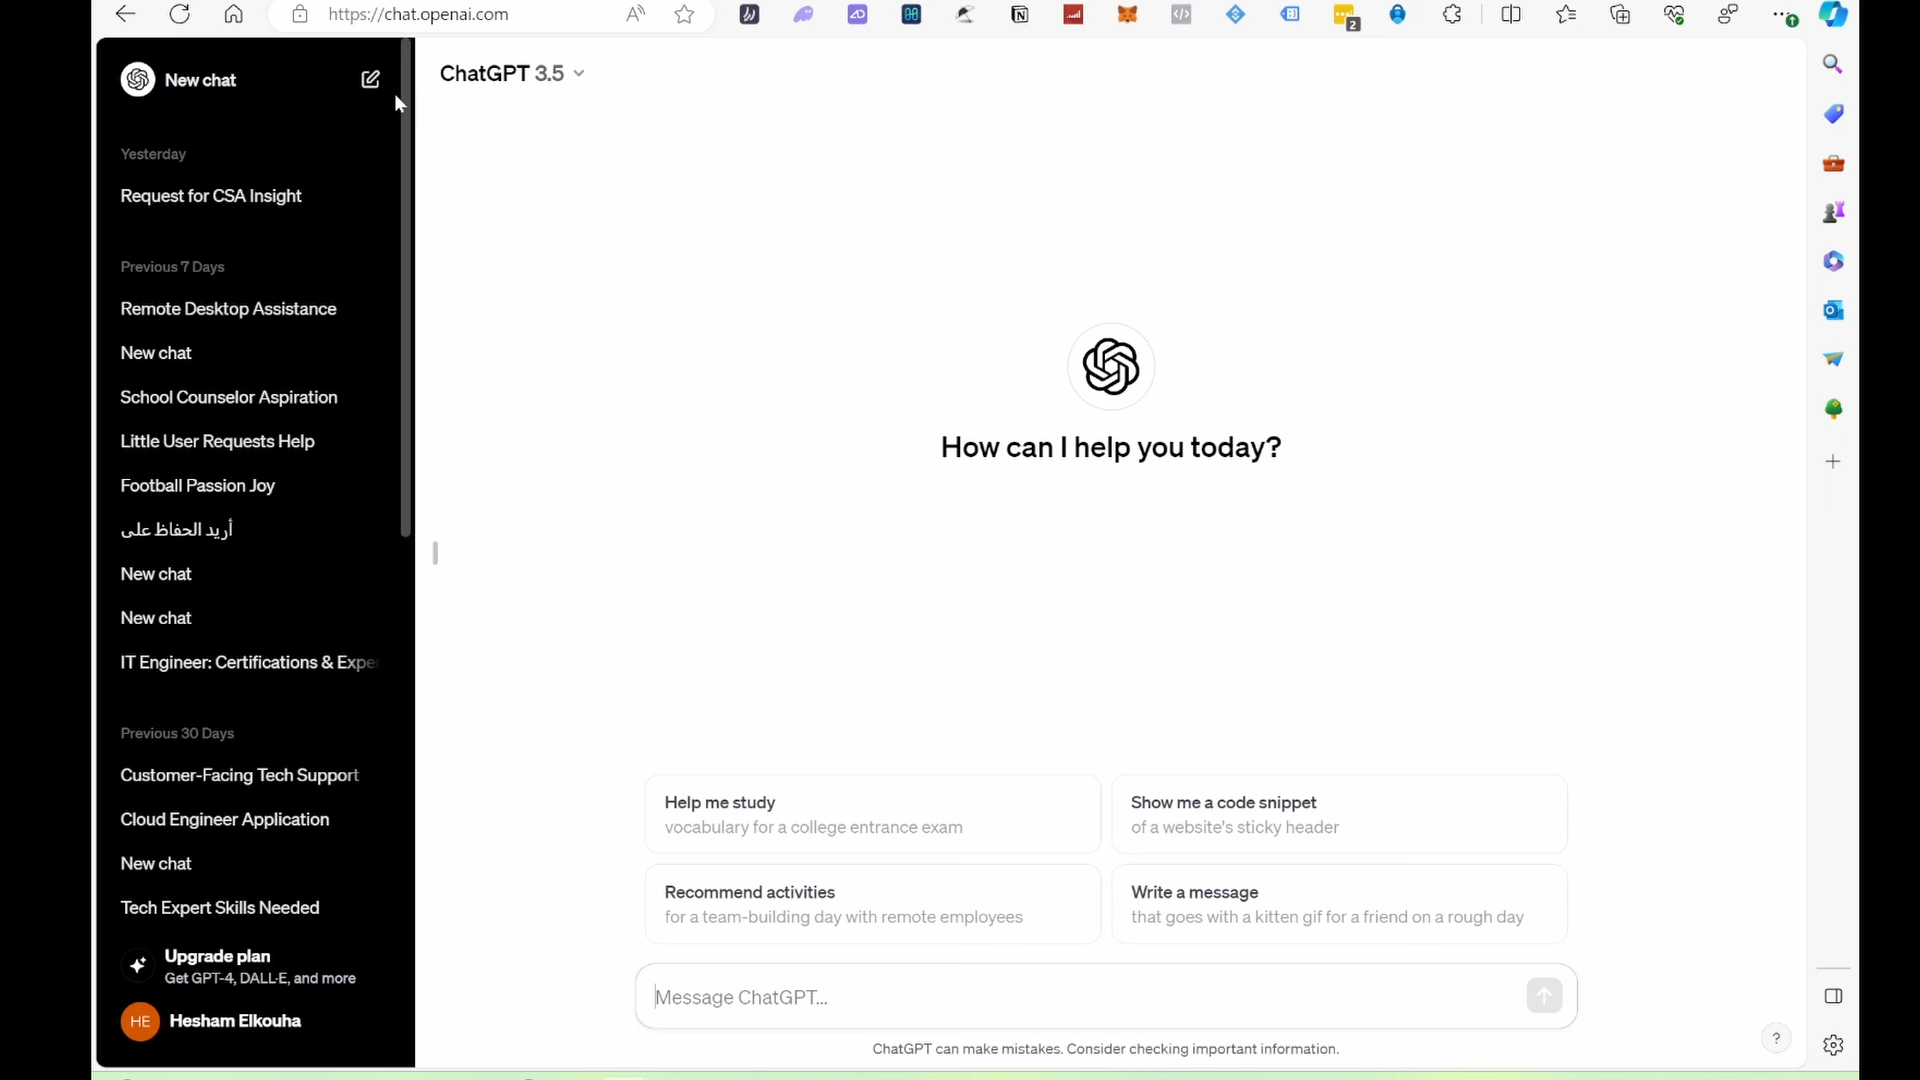 https://chat.openai.com
2
New chat
ChatGPT 3.5
Yesterday
Request for CSA Insight
Previous 7 Days
Remote Desktop Assistance
New chat
School Counselor Aspiration
Little User Requests Help
Football Passion Joy
أريد الحفاظ على
New chat
New chat
IT Engineer: Certifications & Expe
Previous 30 Days
Customer-Facing Tech Support
Cloud Engineer Application
New chat
Tech Expert Skills Needed
Upgrade plan
Get GPT-4, DALL·E, and more
HE Hesham Elkouha
How can I help you today?
Help me study
vocabulary for a college entrance exam
Show me a code snippet
of a website's sticky header
Recommend activities
for a team-building day with remote employees
Write a message
that goes with a kitten gif for a friend on a rough day
Message ChatGPT...
ChatGPT can make mistakes. Consider checking important information.
?